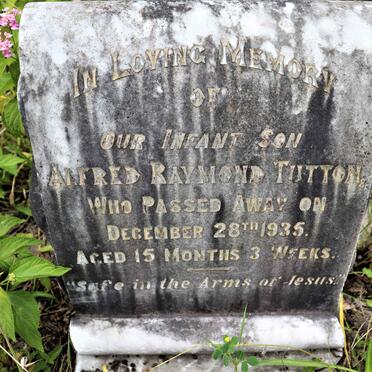 In Loving Memory
of
Our Infant Son
Alfred Raymond Tutton,
Who Passed Away on
December 28th 1935.
Aged 15 Months 3 Weeks.
"Safe in the Arms of Jesus."